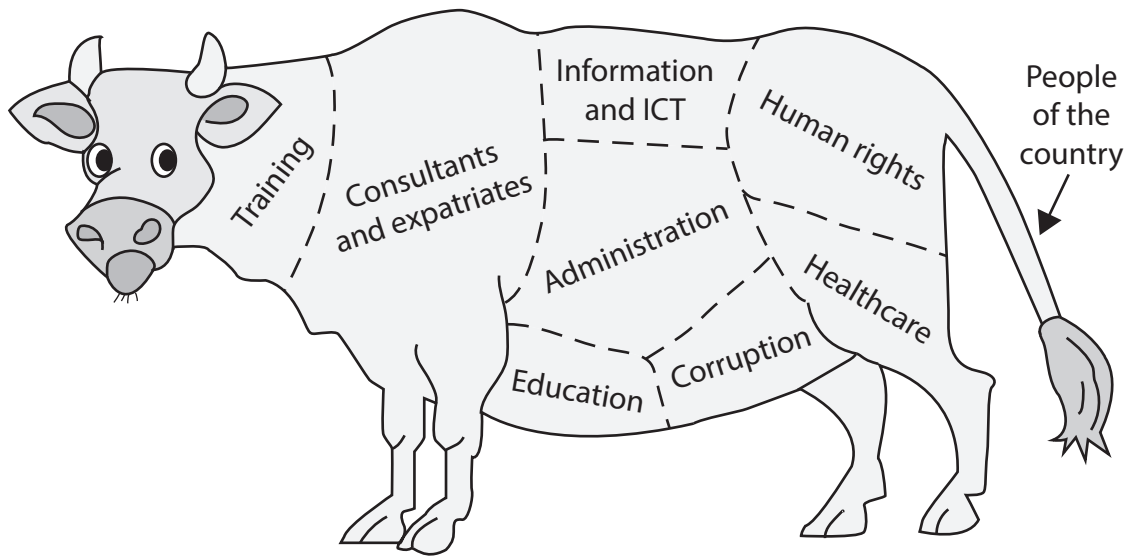 Training
Consultants
and expatriates
Information
and ICT
Administration
Education
Corruption
Human rights
Healthcare
People
of the
country